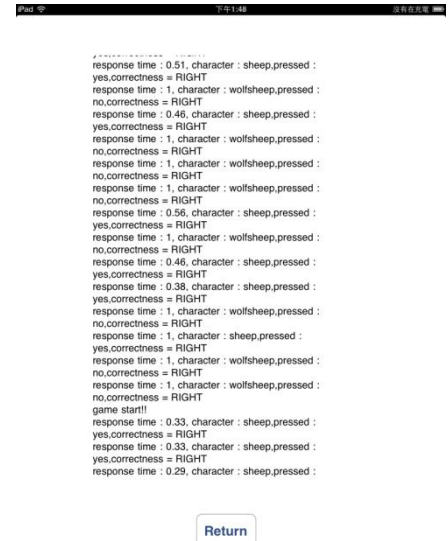 iPad 下午1:48 沒有在充電
response time : 0.51, character : sheep,pressed :
yes,correctness = RIGHT
response time : 1, character : wolfsheep,pressed :
no,correctness = RIGHT
response time : 0.46, character : sheep,pressed :
yes,correctness = RIGHT
response time : 1, character : wolfsheep,pressed :
no,correctness = RIGHT
response time : 1, character : wolfsheep,pressed :
no,correctness = RIGHT
response time : 1, character : wolfsheep,pressed :
no,correctness = RIGHT
response time : 0.56, character : sheep,pressed :
yes,correctness = RIGHT
response time : 1, character : wolfsheep,pressed :
no,correctness = RIGHT
response time : 0.46, character : sheep,pressed :
yes,correctness = RIGHT
response time : 0.38, character : sheep,pressed :
yes,correctness = RIGHT
response time : 1, character : wolfsheep,pressed :
no,correctness = RIGHT
response time : 1, character : sheep,pressed :
yes,correctness = RIGHT
response time : 1, character : wolfsheep,pressed :
no,correctness = RIGHT
response time : 1, character : wolfsheep,pressed :
no,correctness = RIGHT
game start!!
response time : 0.33, character : sheep,pressed :
yes,correctness = RIGHT
response time : 0.33, character : sheep,pressed :
yes,correctness = RIGHT
response time : 0.29, character : sheep,pressed :
Return